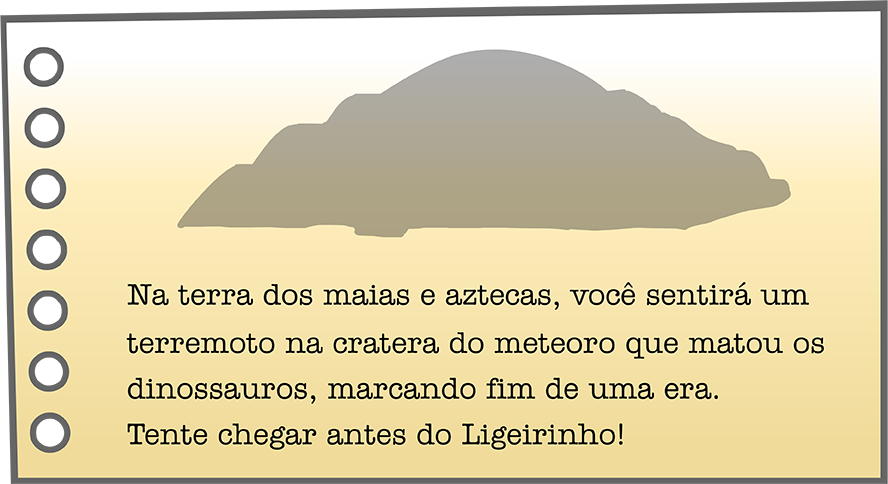 Na terra dos maias e aztecas, você sentirá um
terremoto na cratera do meteoro que matou os
dinossauros, marcando fim de uma era.
Tente chegar antes do Ligeirinho!